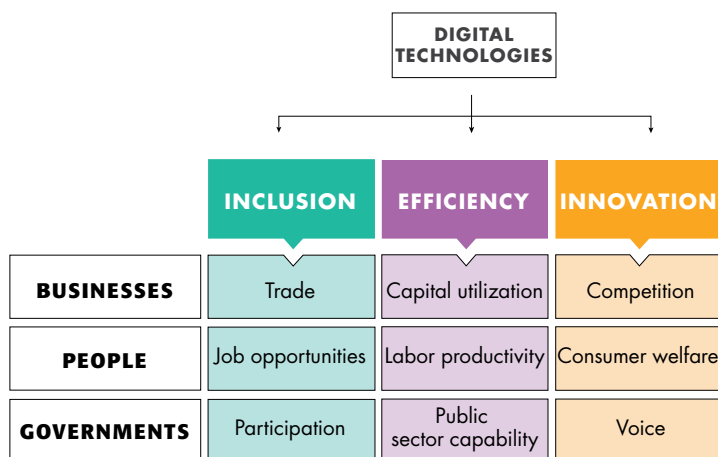 DIGITAL
TECHNOLOGIES
INCLUSION
EFFICIENCY
INNOVATION
BUSINESSES
Trade
Capital utilization
Competition
PEOPLE
Job opportunities
Labor productivity
Consumer welfare
GOVERNMENTS
Participation
Public
sector capability
Voice